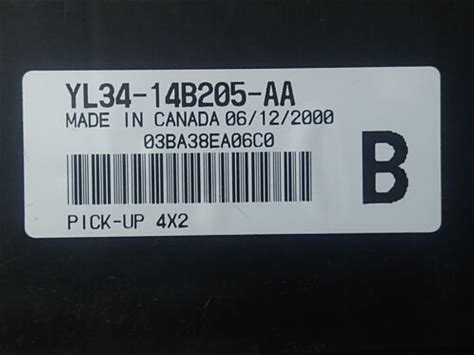 YL34-14B205-AA
MADE IN CANADA 06/12/2000
03BA38EA06C0
B
PICK-UP 4X2